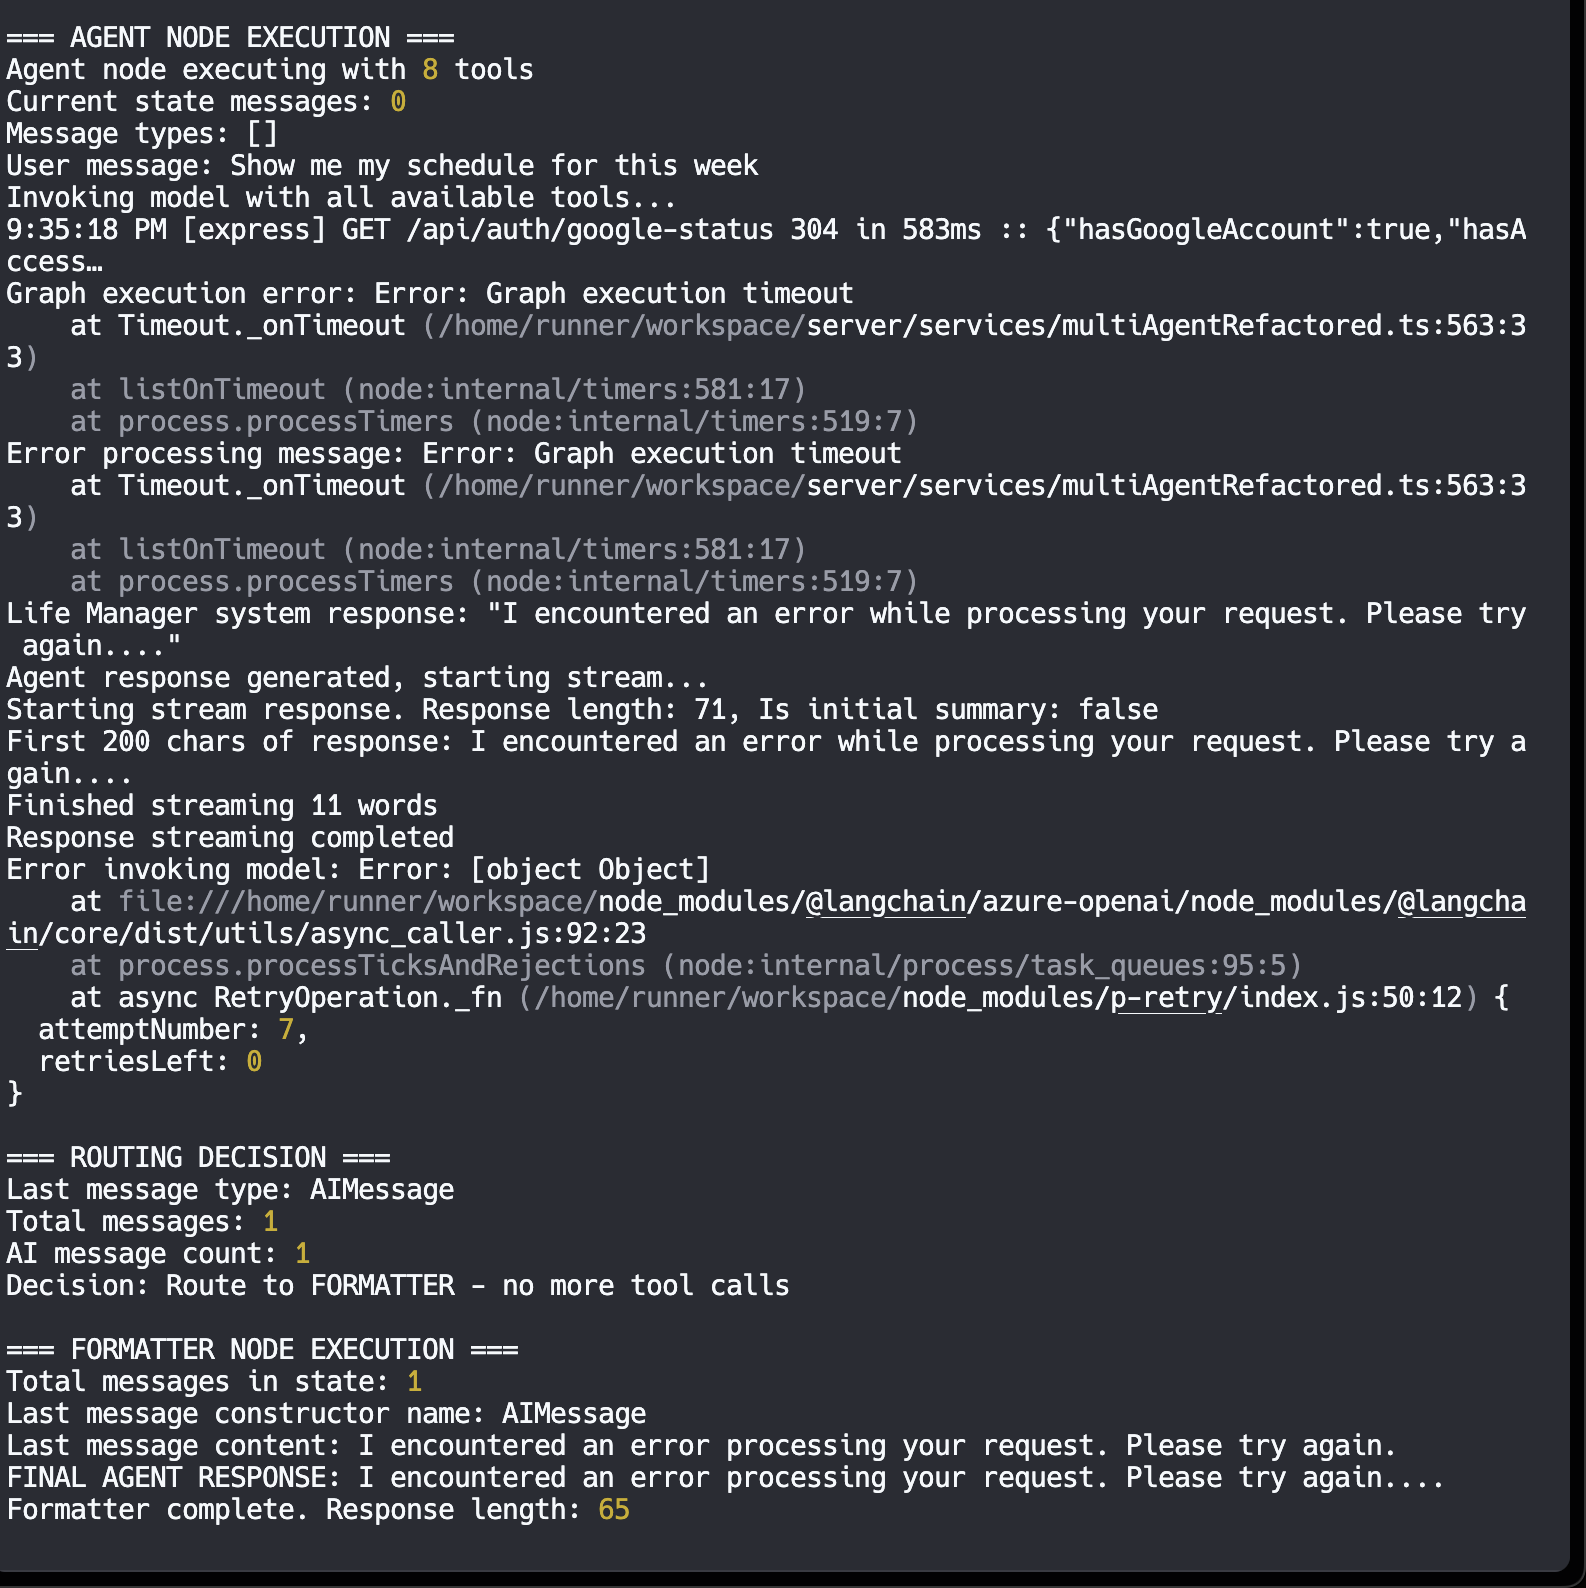 === AGENT NODE EXECUTION ===
Agent node executing with 8 tools
Current state messages: 0
Message types: []
User message: Show me my schedule for this week
Invoking model with all available tools...
9:35:18 PM [express] GET /api/auth/google-status 304 in 583ms :: {"hasGoogleAccount":true,"hasA
ccess…
Graph execution error: Error: Graph execution timeout
    at Timeout._onTimeout (/home/runner/workspace/server/services/multiAgentRefactored.ts:563:3
3)
    at listOnTimeout (node:internal/timers:581:17)
    at process.processTimers (node:internal/timers:519:7)
Error processing message: Error: Graph execution timeout
    at Timeout._onTimeout (/home/runner/workspace/server/services/multiAgentRefactored.ts:563:3
3)
    at listOnTimeout (node:internal/timers:581:17)
    at process.processTimers (node:internal/timers:519:7)
Life Manager system response: "I encountered an error while processing your request. Please try
 again...."
Agent response generated, starting stream...
Starting stream response. Response length: 71, Is initial summary: false
First 200 chars of response: I encountered an error while processing your request. Please try a
gain....
Finished streaming 11 words
Response streaming completed
Error invoking model: Error: [object Object]
    at file:///home/runner/workspace/node_modules/@langchain/azure-openai/node_modules/@langcha
in/core/dist/utils/async_caller.js:92:23
    at process.processTicksAndRejections (node:internal/process/task_queues:95:5)
    at async RetryOperation._fn (/home/runner/workspace/node_modules/p-retry/index.js:50:12) {
  attemptNumber: 7,
  retriesLeft: 0
}
=== ROUTING DECISION ===
Last message type: AIMessage
Total messages: 1
AI message count: 1
Decision: Route to FORMATTER - no more tool calls
=== FORMATTER NODE EXECUTION ===
Total messages in state: 1
Last message constructor name: AIMessage
Last message content: I encountered an error processing your request. Please try again.
FINAL AGENT RESPONSE: I encountered an error processing your request. Please try again....
Formatter complete. Response length: 65